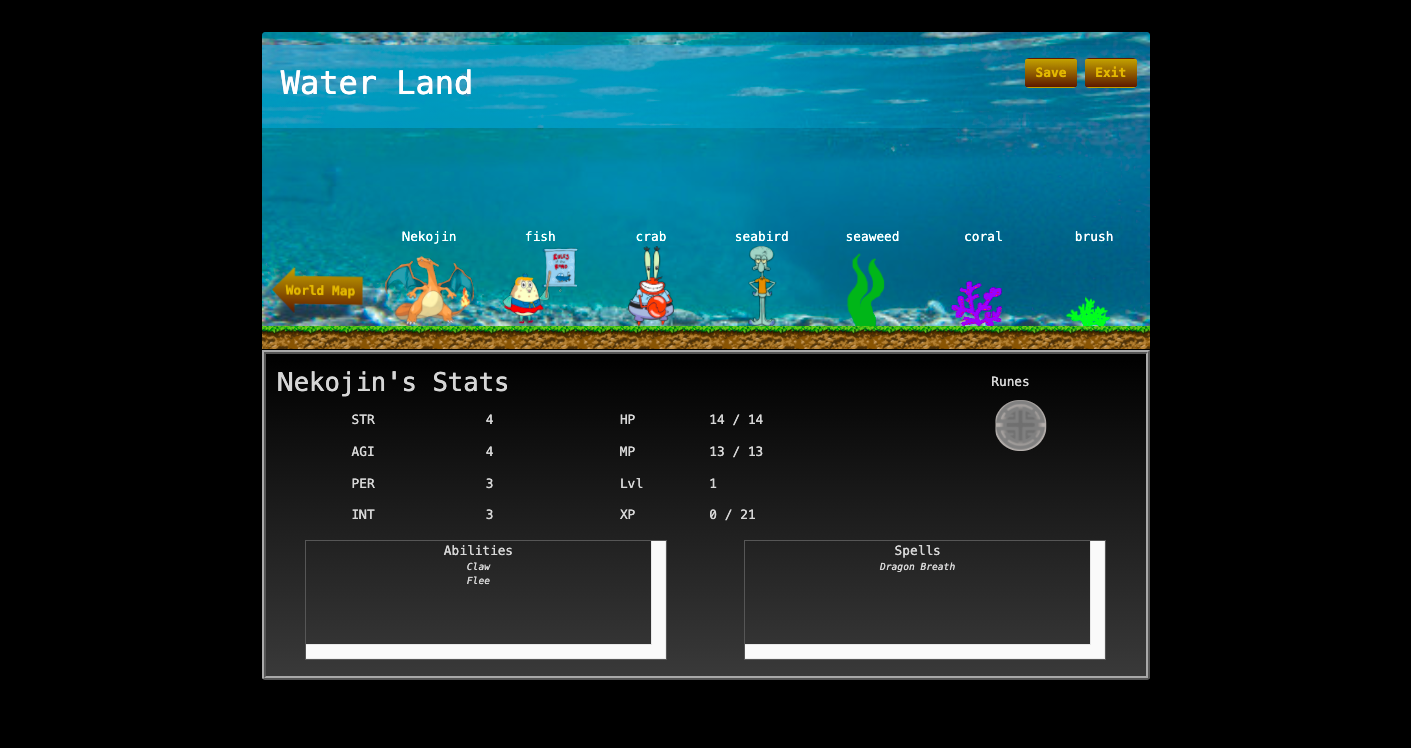 Water Land
Save
Exit
Nekojin
fish
crab
seabird
seaweed
coral
brush
World Map
Nekojin's Stats
Runes
STR 4 HP 14 / 14
AGI 4 MP 13 / 13
PER 3 Lvl 1
INT 3 XP 0 / 21
Abilities
Claw
Flee
Spells
Dragon Breath